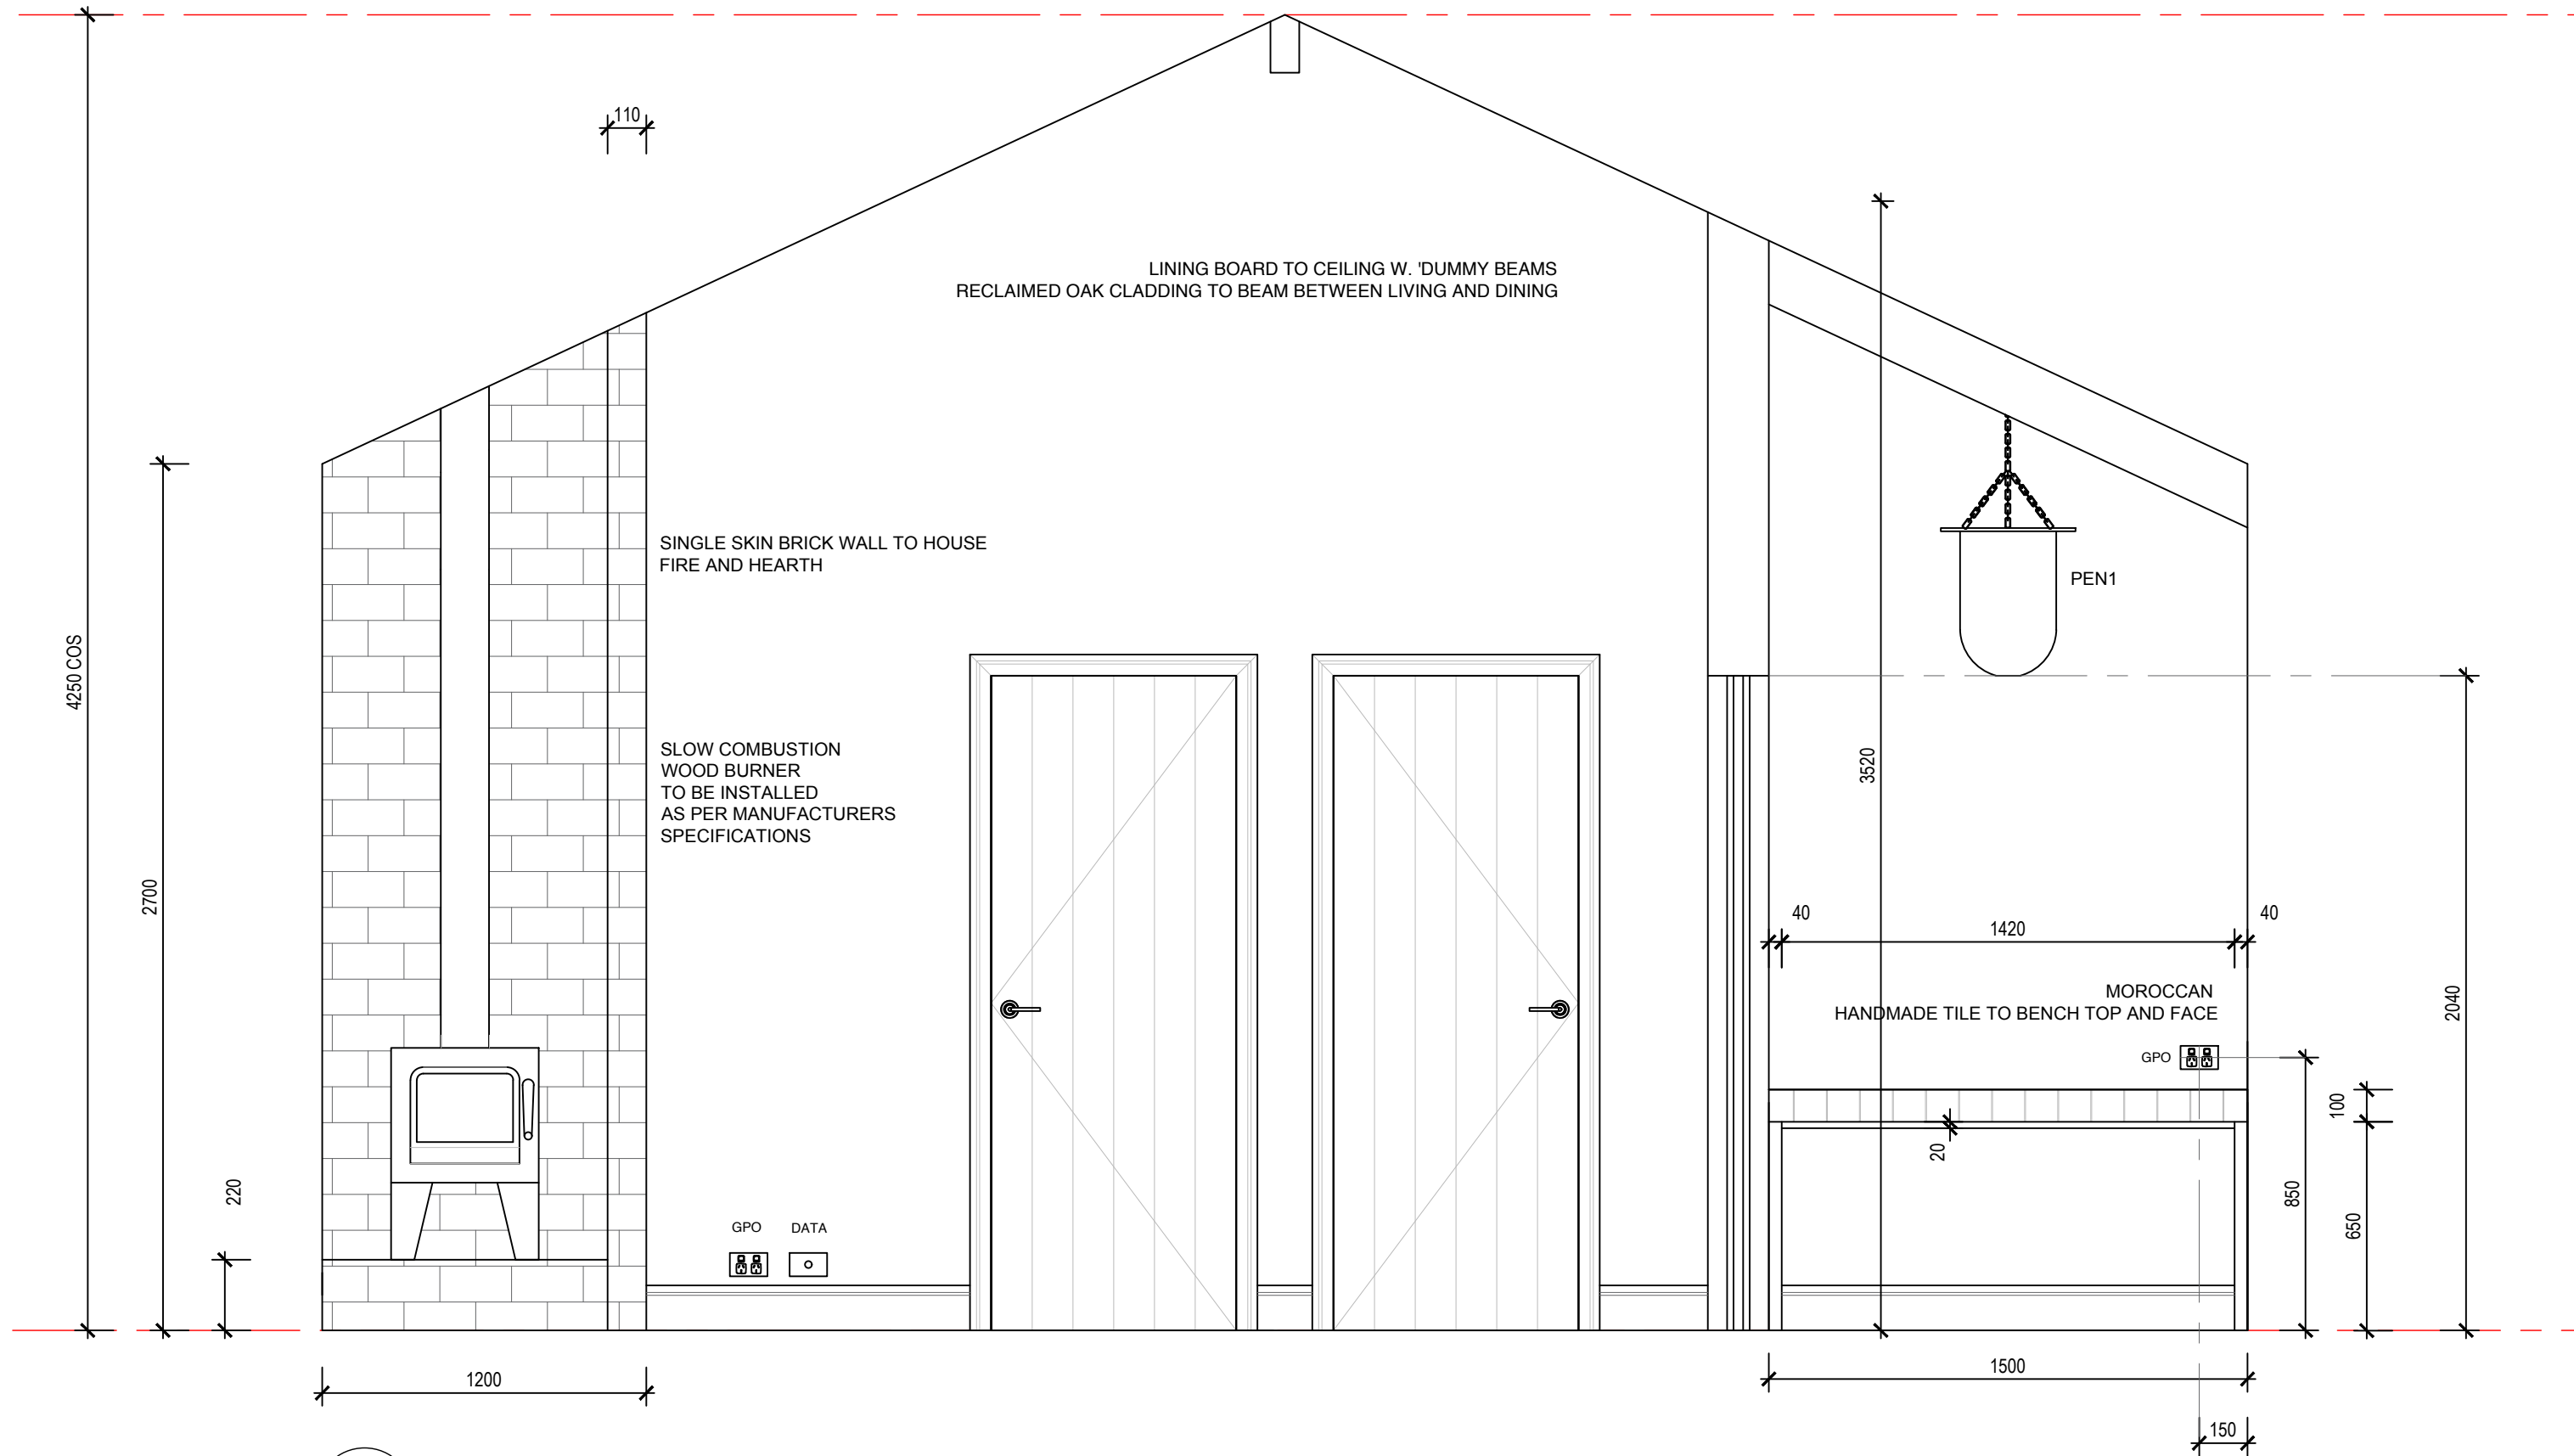 110
LINING BOARD TO CEILING W. 'DUMMY BEAMS
RECLAIMED OAK CLADDING TO BEAM BETWEEN LIVING AND DINING
SINGLE SKIN BRICK WALL TO HOUSE
FIRE AND HEARTH
PEN1
4250 COS
SLOW COMBUSTION
WOOD BURNER
TO BE INSTALLED
AS PER MANUFACTURERS
SPECIFICATIONS
3520
2700
40
1420
40
MOROCCAN
HANDMADE TILE TO BENCH TOP AND FACE
2040
GPO
100
20
220
850
650
GPO
DATA
1200
1500
150